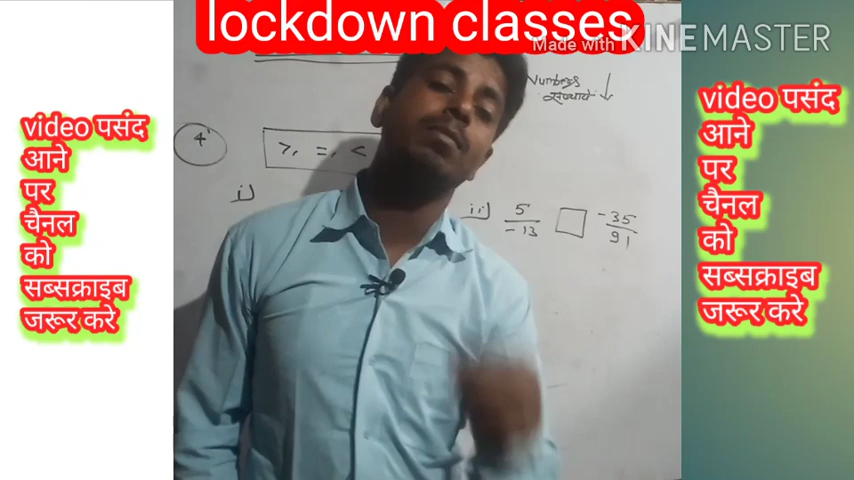 lockdown classes
Made with KINEMASTER
video पसंद
आने
पर
चैनल
को
सब्सक्राइब
जरूर करे
Numbers
संख्याएं
4
>, =, <
i)
ii) 5/-13 □ -35/91
video पसंद
आने
पर
चैनल
को
सब्सक्राइब
जरूर करे